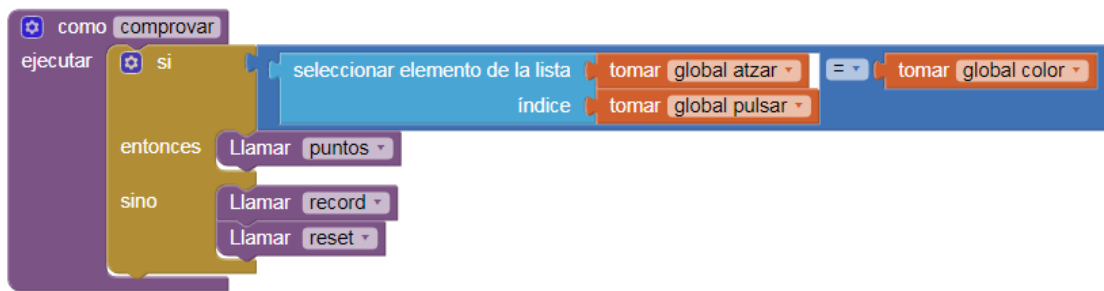 como comprovar
ejecutar si seleccionar elemento de la lista tomar global atzar = tomar global color
índice tomar global pulsar
entonces Llamar puntos
sino Llamar record
Llamar reset